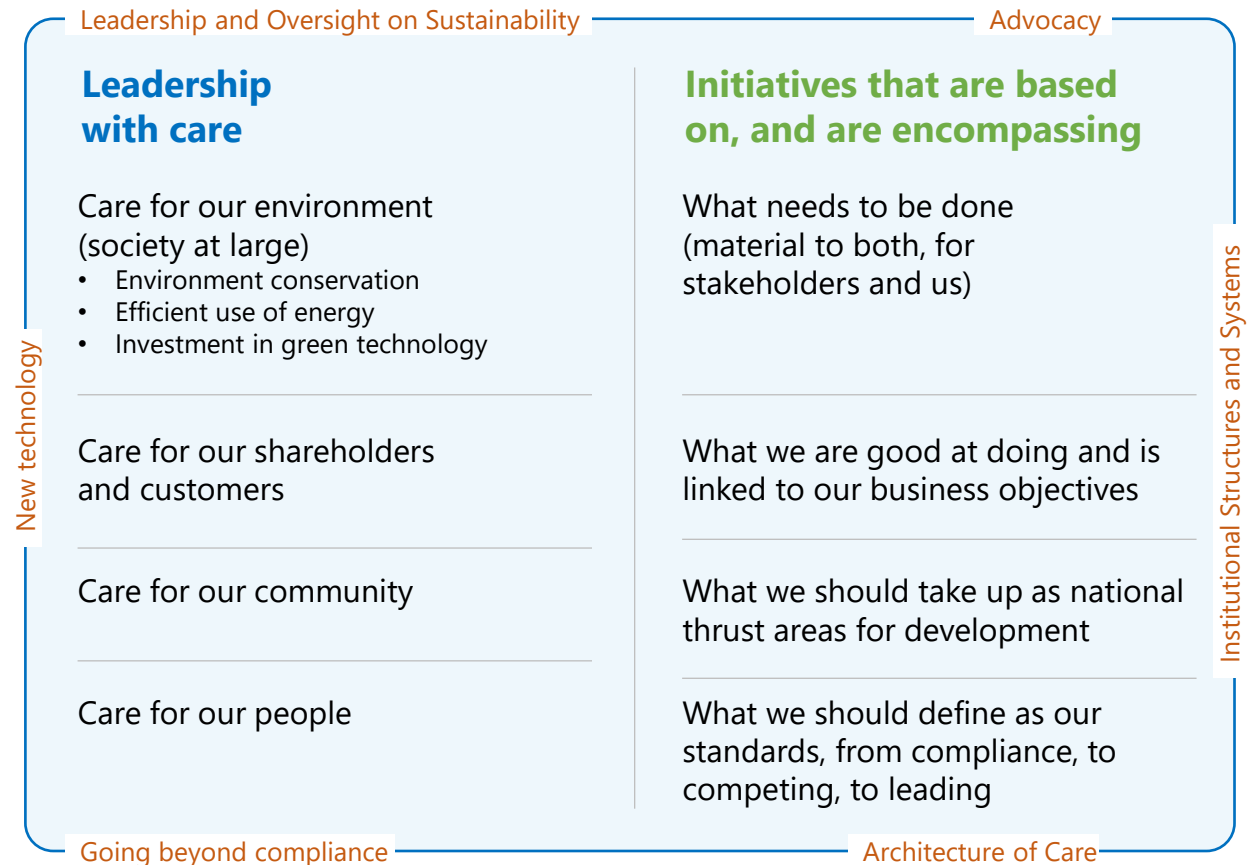 Leadership and Oversight on Sustainability
Advocacy
Leadership
with care
Care for our environment
(society at large)
• Environment conservation
• Efficient use of energy
• Investment in green technology
Care for our shareholders
and customers
Care for our community
Care for our people
Initiatives that are based
on, and are encompassing
What needs to be done
(material to both, for
stakeholders and us)
What we are good at doing and is
linked to our business objectives
What we should take up as national
thrust areas for development
What we should define as our
standards, from compliance, to
competing, to leading
New technology
Institutional Structures and Systems
Going beyond compliance
Architecture of Care